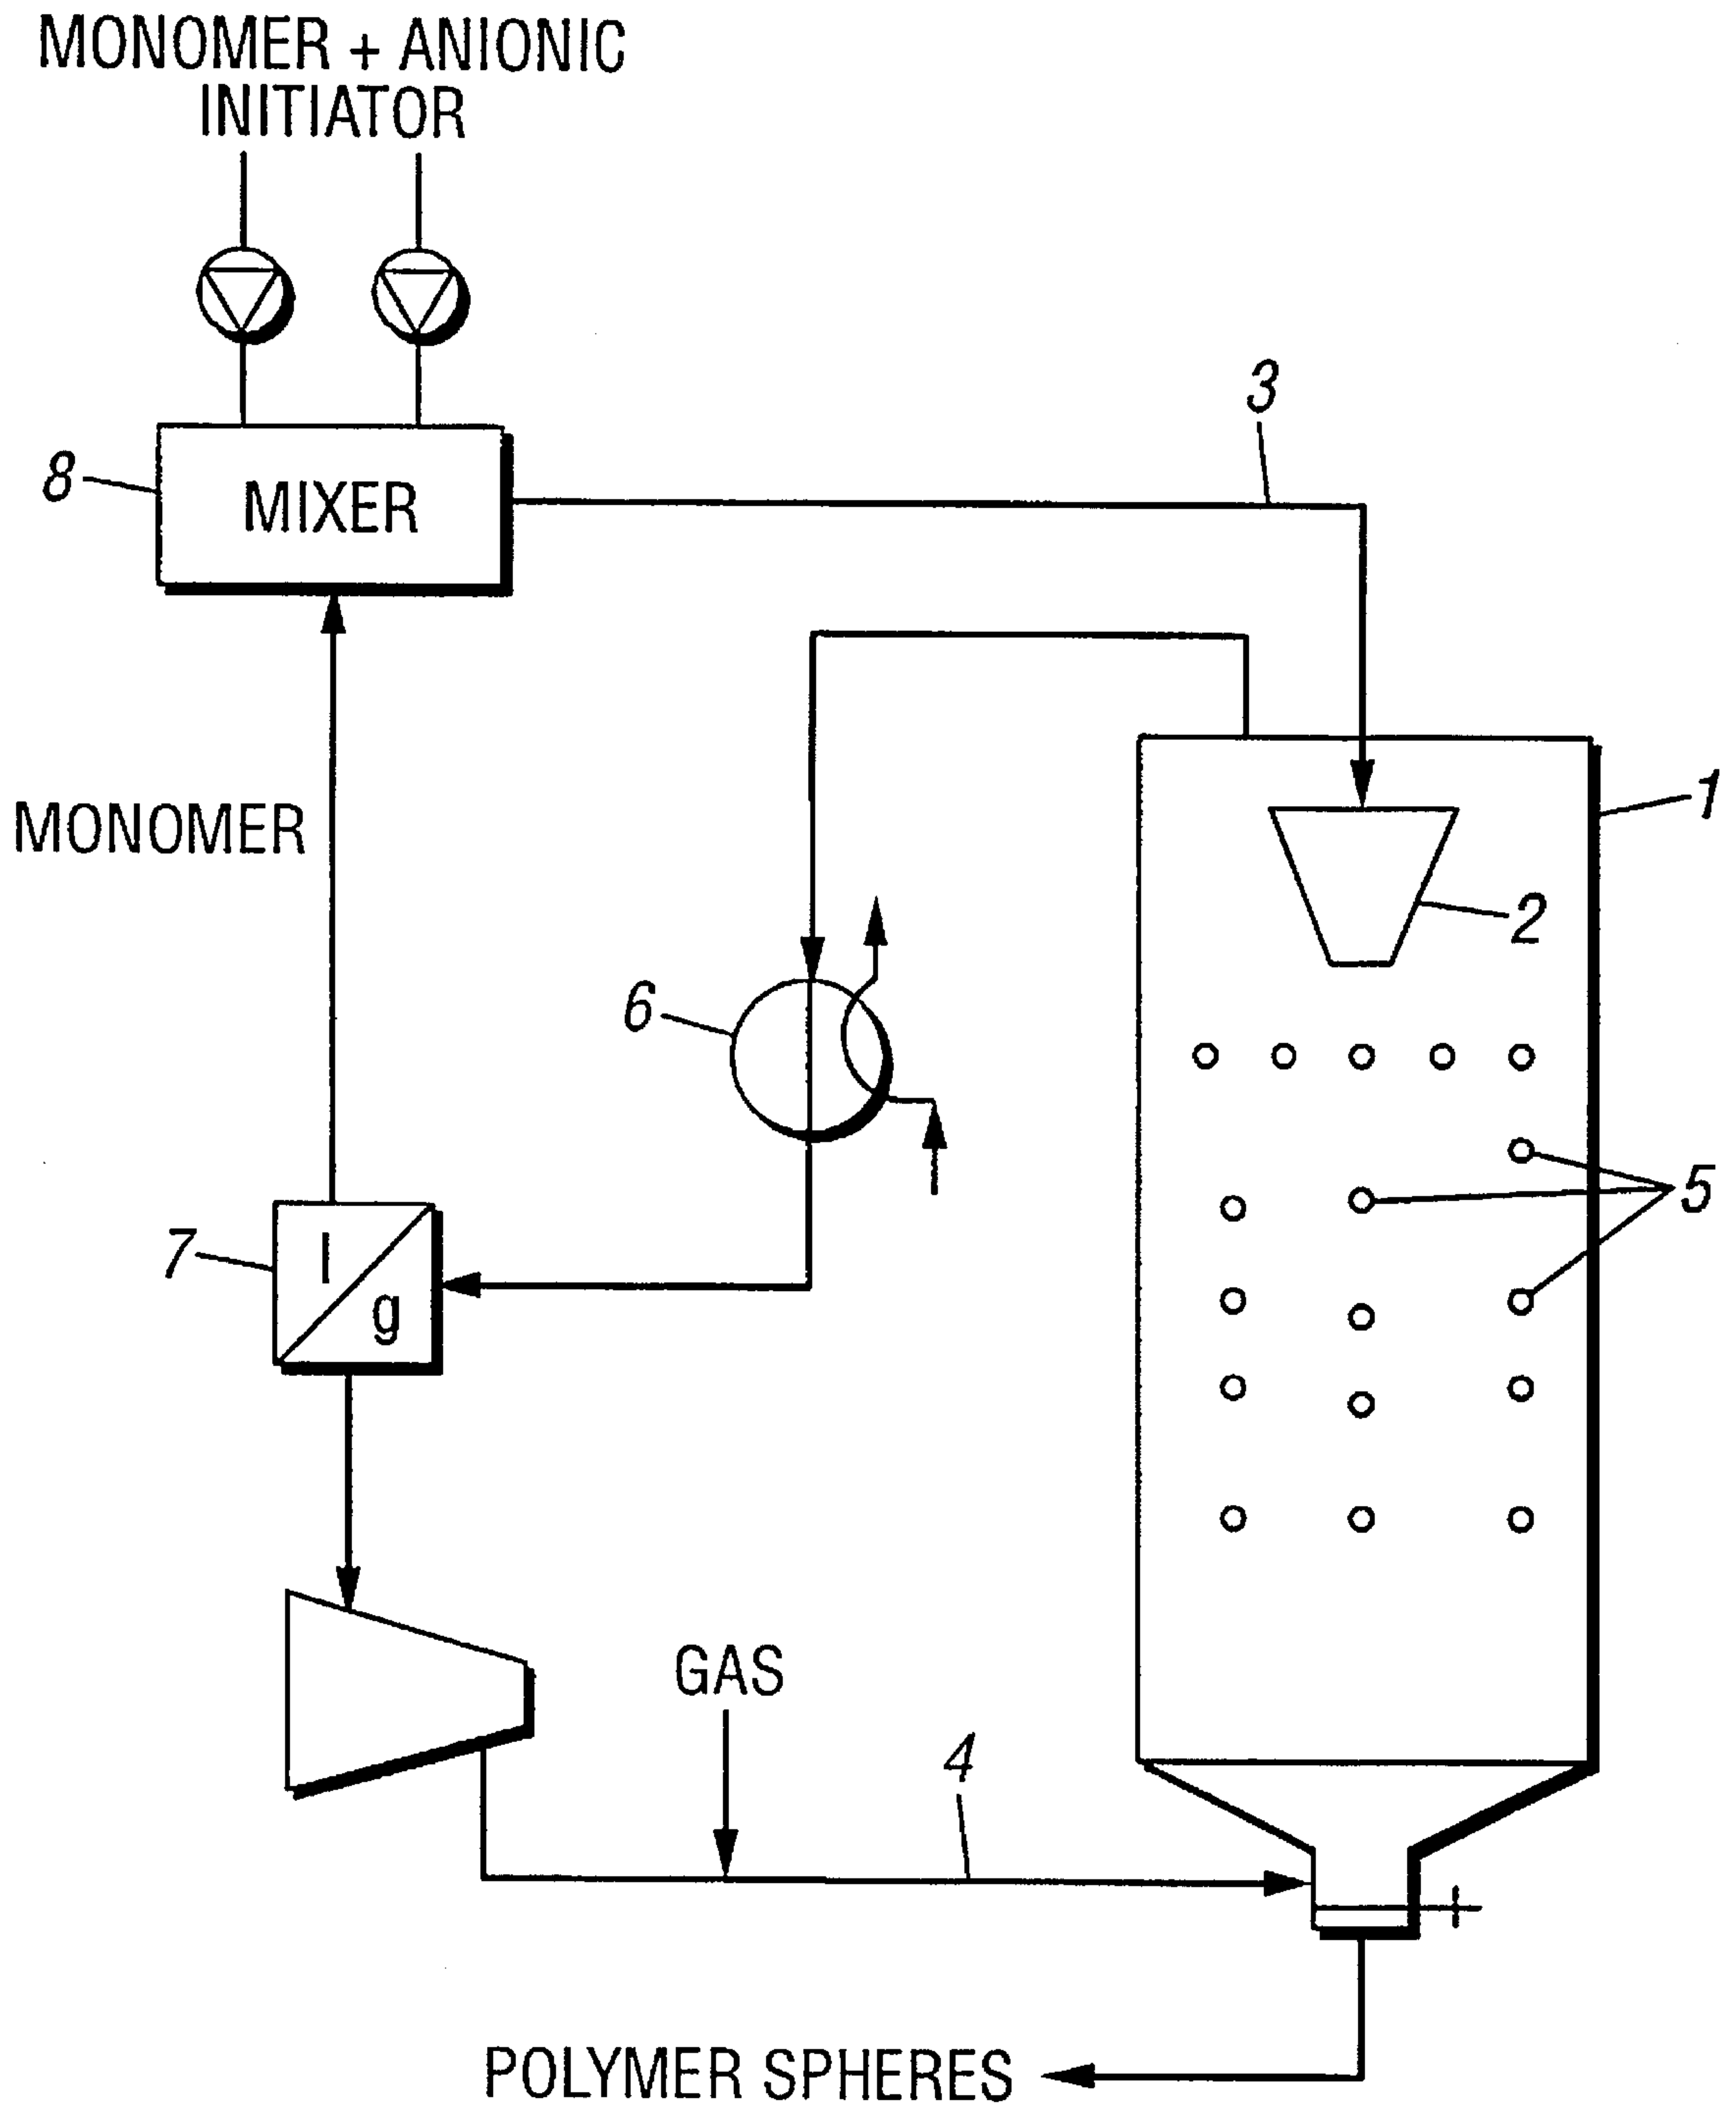 MONOMER + ANIONIC
INITIATOR
3
8
MIXER
1
MONOMER
2
6
5
7
l
g
GAS
4
POLYMER SPHERES